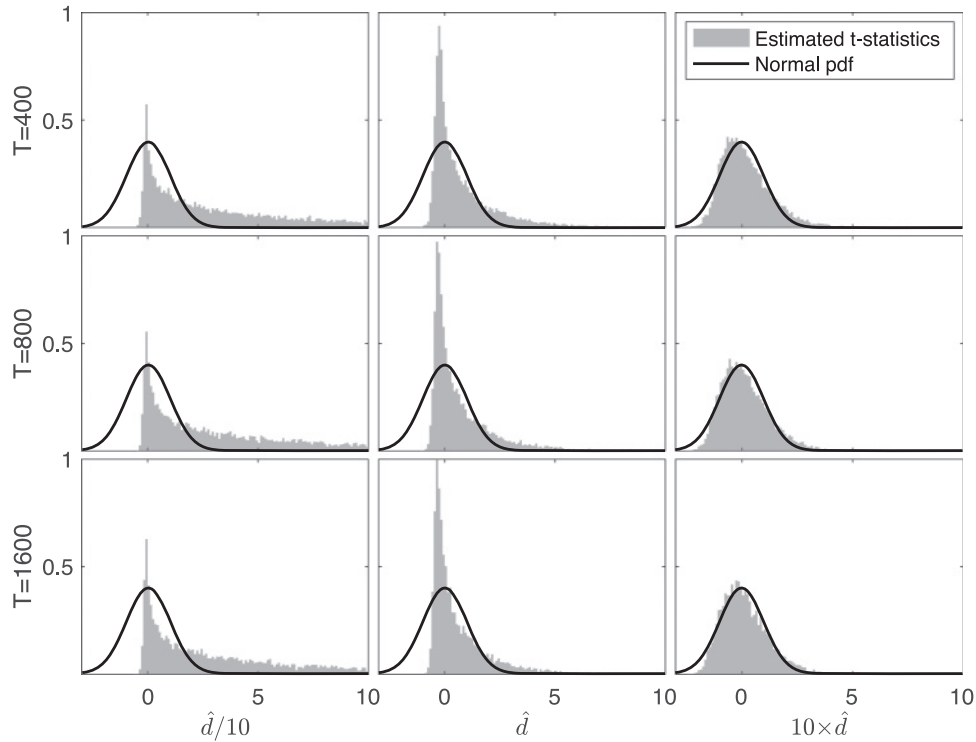 1
Estimated t-statistics
Normal pdf
T=400
0.5
1
T=800
0.5
1
T=1600
0.5
0 5 10 0 5 10 0 5 10
d̂/10 d̂ 10×d̂